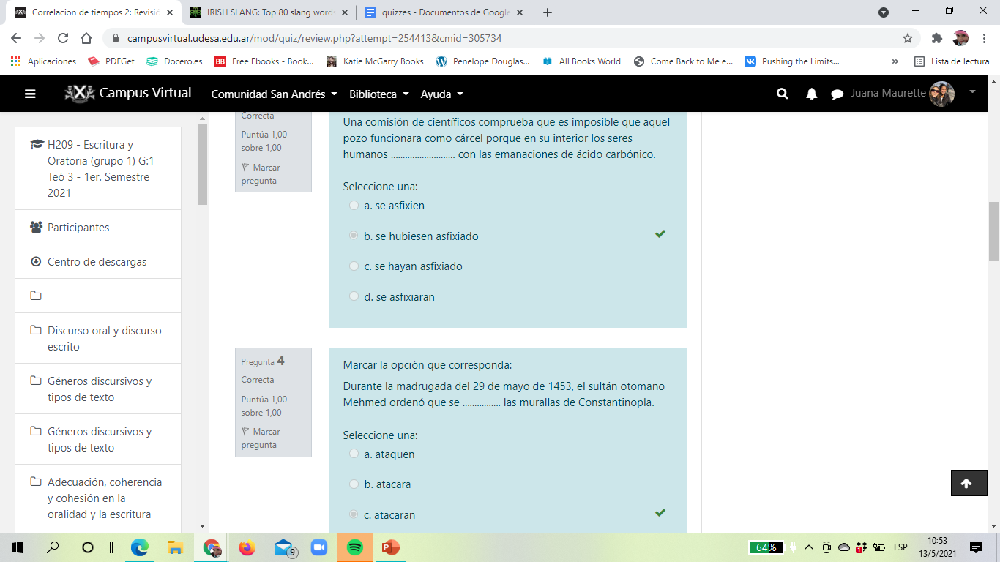 Correlacion de tiempos 2: Revisió
IRISH SLANG: Top 80 slang words
quizzes - Documentos de Google
campusvirtual.udesa.edu.ar/mod/quiz/review.php?attempt=254413&cmid=305734
Aplicaciones
PDFGet
Docero.es
BB
Free Ebooks - Book...
Katie McGarry Books
Penelope Douglas...
All Books World
Come Back to Me e...
Pushing the Limits...
»
Lista de lectura
Campus Virtual
Comunidad San Andrés
Biblioteca
Ayuda
Juana Maurette
H209 - Escritura y
Oratoria (grupo 1) G:1
Teó 3 - 1er. Semestre
2021
Participantes
Centro de descargas
Discurso oral y discurso
escrito
Géneros discursivos y
tipos de texto
Géneros discursivos y
tipos de texto
Adecuación, coherencia
y cohesión en la
oralidad y la escritura
Correcta
Puntúa 1,00
sobre 1,00
Marcar
pregunta
Una comisión de científicos comprueba que es imposible que aquel
pozo funcionara como cárcel porque en su interior los seres
humanos ........................... con las emanaciones de ácido carbónico.
Seleccione una:
a. se asfixien
b. se hubiesen asfixiado
c. se hayan asfixiado
d. se asfixiaran
Pregunta 4
Correcta
Puntúa 1,00
sobre 1,00
Marcar
pregunta
Marcar la opción que corresponda:
Durante la madrugada del 29 de mayo de 1453, el sultán otomano
Mehmed ordenó que se ................ las murallas de Constantinopla.
Seleccione una:
a. ataquen
b. atacara
c. atacaran
9
64%
ESP
10:53
13/5/2021